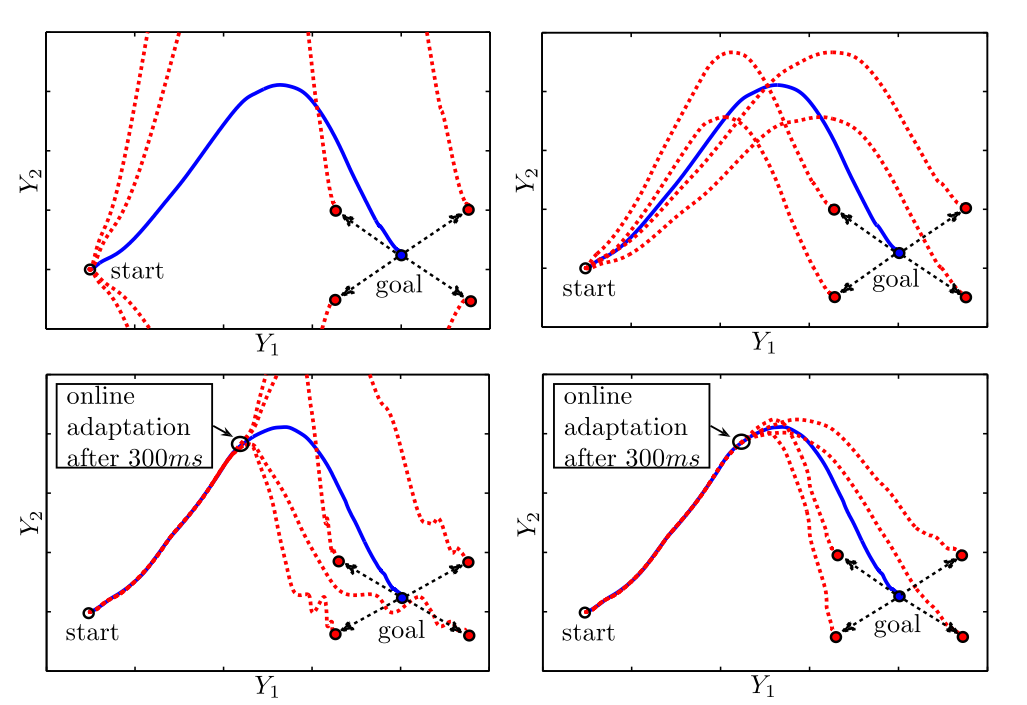 Y₂
start
goal
Y₁
Y₂
start
goal
Y₁
online
adaptation
after 300ms
Y₂
start
goal
Y₁
online
adaptation
after 300ms
Y₂
start
goal
Y₁